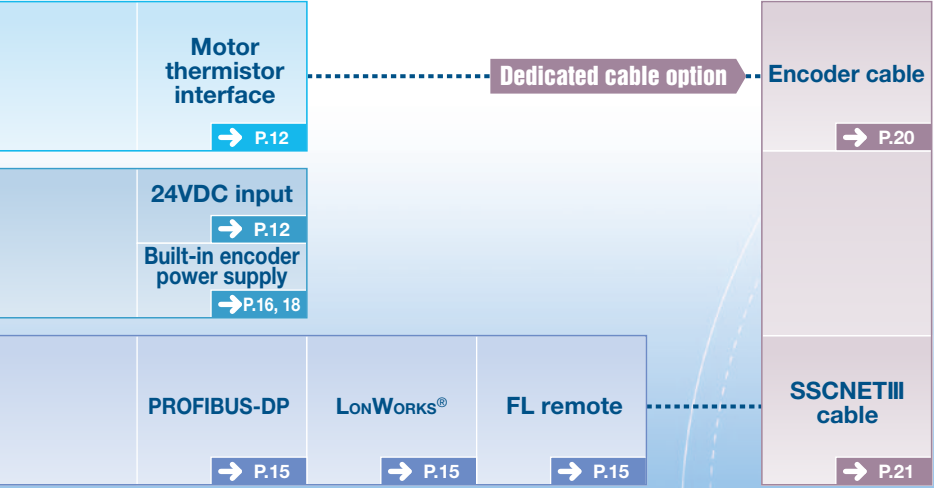 Motor
thermistor
interface
P.12
Dedicated cable option
Encoder cable
P.20
24VDC input
P.12
Built-in encoder
power supply
P.16, 18
PROFIBUS-DP
P.15
LONWORKS®
P.15
FL remote
P.15
SSCNETIII
cable
P.21